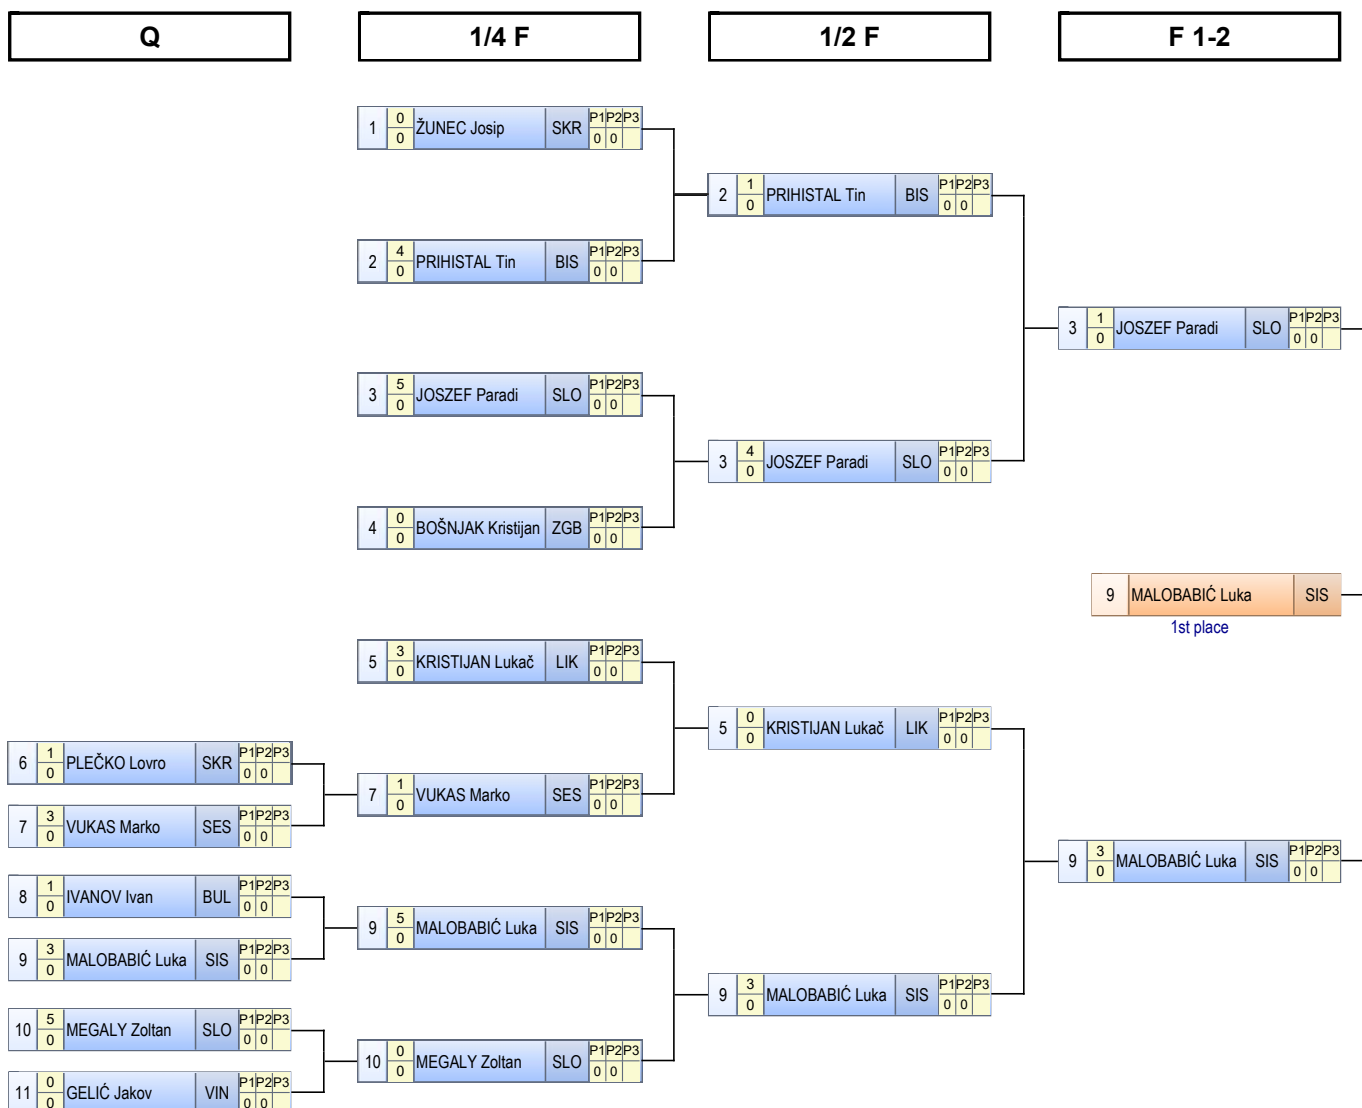 Q 1/4 F 1/2 F F 1-2
1 0 0 ŽUNEC Josip SKR P1 P2 P3 0 0
2 1 0 PRIHISTAL Tin BIS P1 P2 P3 0 0
2 4 0 PRIHISTAL Tin BIS P1 P2 P3 0 0
3 1 0 JOSZEF Paradi SLO P1 P2 P3 0 0
3 5 0 JOSZEF Paradi SLO P1 P2 P3 0 0
3 4 0 JOSZEF Paradi SLO P1 P2 P3 0 0
4 0 0 BOŠNJAK Kristijan ZGB P1 P2 P3 0 0
9 MALOBABIĆ Luka SIS
1st place
5 3 0 KRISTIJAN Lukač LIK P1 P2 P3 0 0
5 0 0 KRISTIJAN Lukač LIK P1 P2 P3 0 0
6 1 0 PLEČKO Lovro SKR P1 P2 P3 0 0
7 1 0 VUKAS Marko SES P1 P2 P3 0 0
7 3 0 VUKAS Marko SES P1 P2 P3 0 0
9 3 0 MALOBABIĆ Luka SIS P1 P2 P3 0 0
8 1 0 IVANOV Ivan BUL P1 P2 P3 0 0
9 5 0 MALOBABIĆ Luka SIS P1 P2 P3 0 0
9 3 0 MALOBABIĆ Luka SIS P1 P2 P3 0 0
9 3 0 MALOBABIĆ Luka SIS P1 P2 P3 0 0
10 5 0 MEGALY Zoltan SLO P1 P2 P3 0 0
10 0 0 MEGALY Zoltan SLO P1 P2 P3 0 0
11 0 0 GELIĆ Jakov VIN P1 P2 P3 0 0